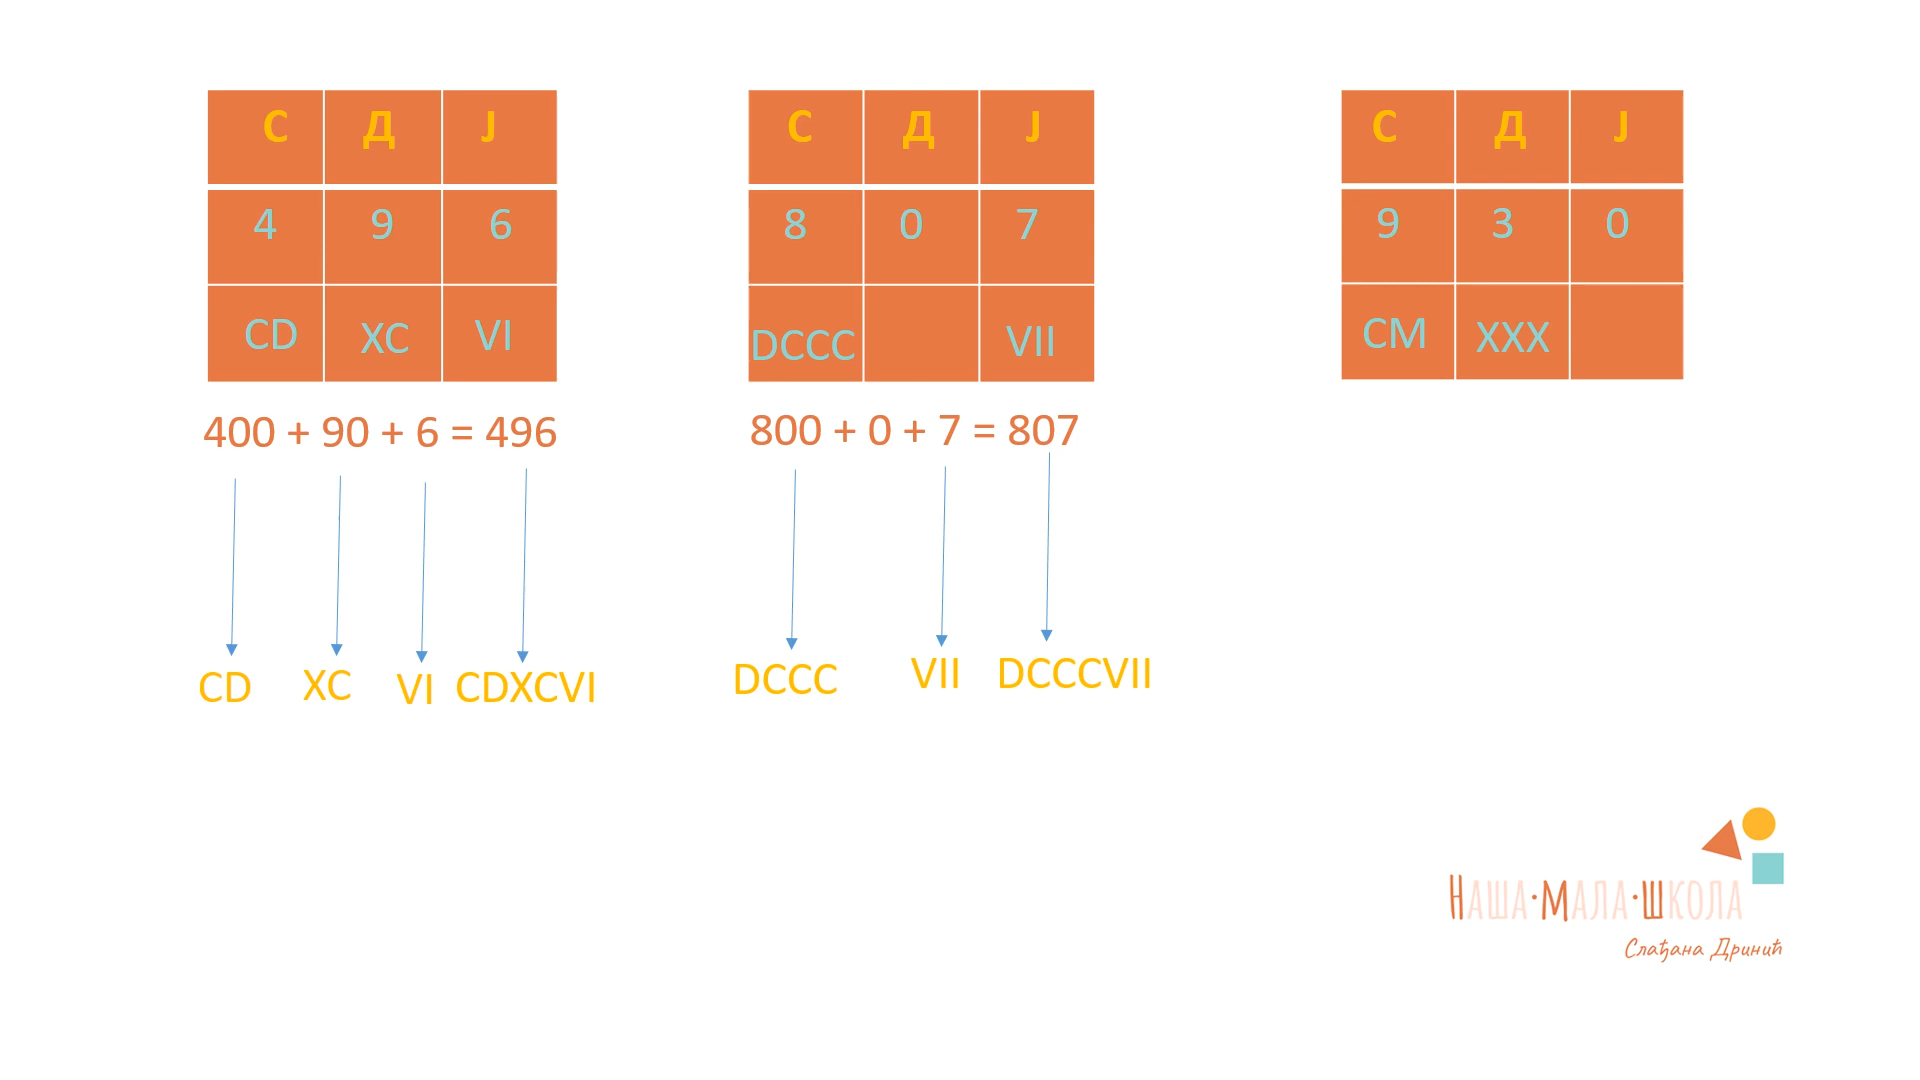 С Д Ј
4 9 6
CD XC VI
400 + 90 + 6 = 496
CD XC VI CDXCVI
С Д Ј
8 0 7
DCCC VII
800 + 0 + 7 = 807
DCCC VII DCCCVII
С Д Ј
9 3 0
CM XXX
НАША·МАЛА·ШКОЛА
Слађана Дринић